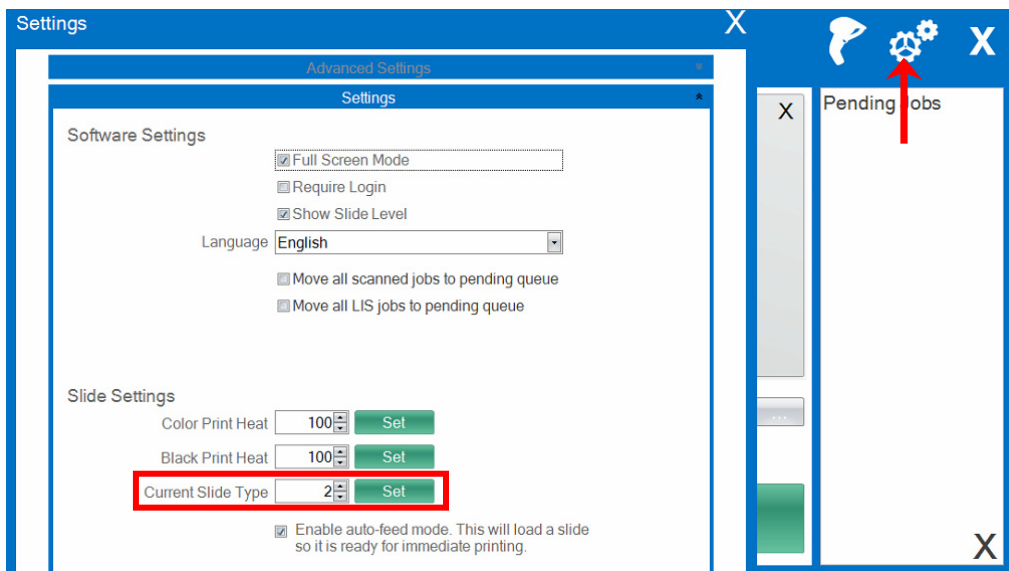 Settings
X
X
Advanced Settings
Settings
Software Settings
Full Screen Mode
Require Login
Show Slide Level
Language English
Move all scanned jobs to pending queue
Move all LIS jobs to pending queue
Slide Settings
Color Print Heat 100 Set
Black Print Heat 100 Set
Current Slide Type 2 Set
Enable auto-feed mode. This will load a slide
so it is ready for immediate printing.
X
...
Pending Jobs
X